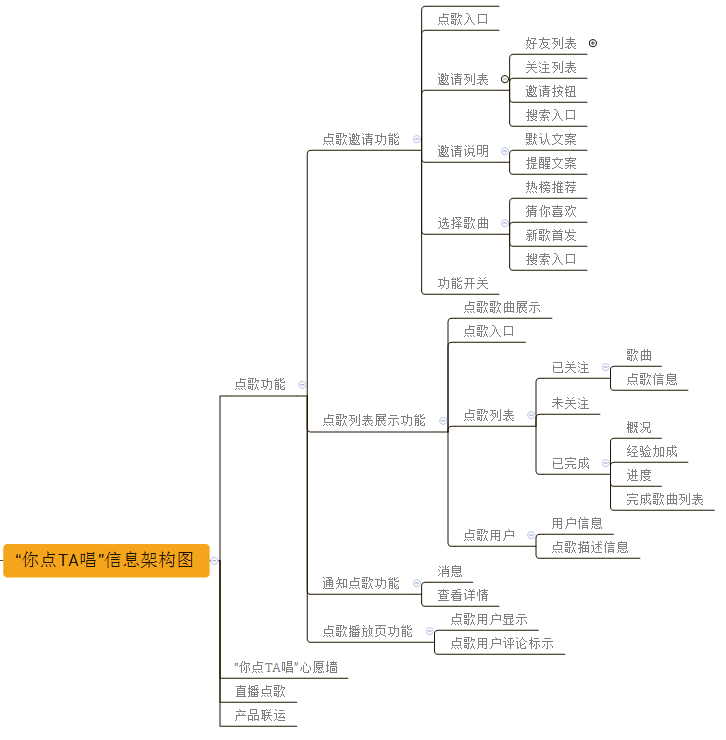 点歌入口
好友列表
关注列表
邀请列表
邀请按钮
搜索入口
点歌邀请功能
默认文案
邀请说明
提醒文案
热榜推荐
猜你喜欢
选择歌曲
新歌首发
搜索入口
功能开关
点歌歌曲展示
点歌入口
歌曲
已关注
点歌信息
点歌功能
未关注
点歌列表展示功能
点歌列表
概况
经验加成
已完成
进度
完成歌曲列表
用户信息
点歌用户
点歌描述信息
“你点TA唱”信息架构图
消息
通知点歌功能
查看详情
点歌用户显示
点歌播放页功能
点歌用户评论标示
“你点TA唱”心愿墙
直播点歌
产品联运